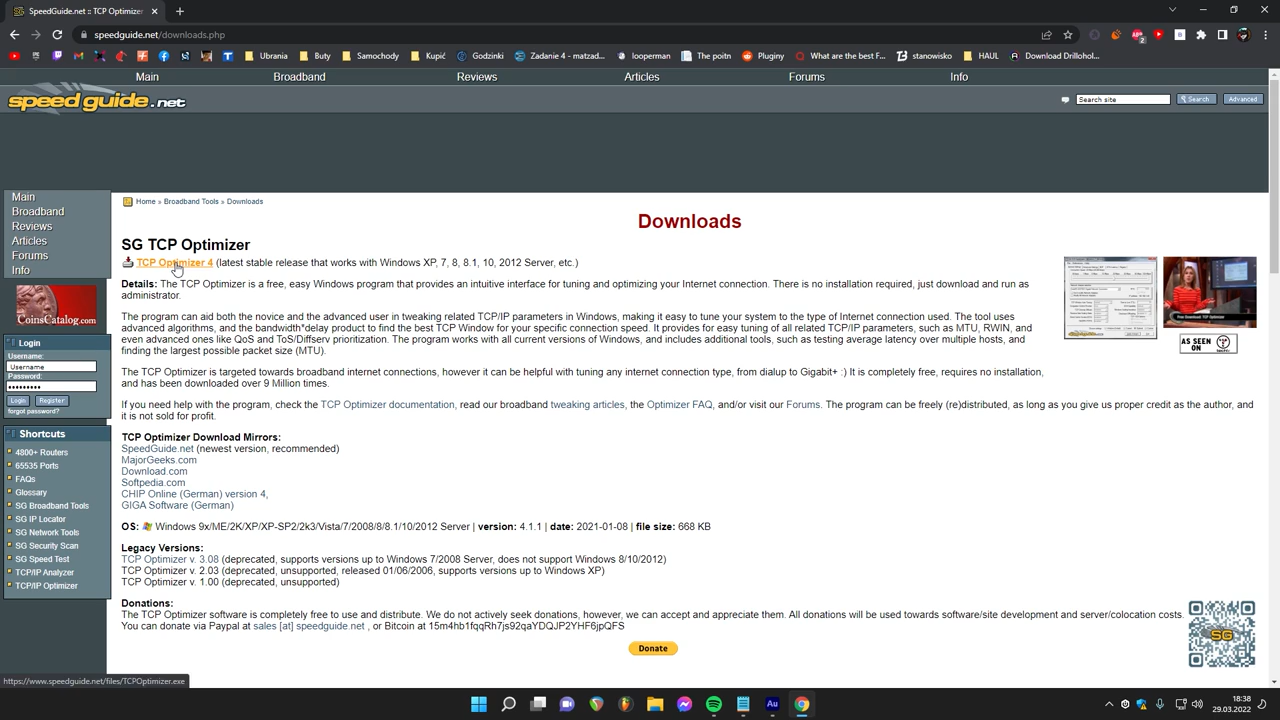 SpeedGuide.net :: TCP Optimizer
speedguide.net/downloads.php
Ubrania
Buty
Samochody
Kupić
Godzinki
Zadanie 4 - matzad...
looperman
The poitn
Pluginy
What are the best F...
stanowisko
HAUL
Download Drillohol...
Main
Broadband
Reviews
Articles
Forums
Info
speedguide.net
Search site
Search
Advanced
Main
Broadband
Reviews
Articles
Forums
Info
CoinsCatalog.com
Login
Username:
Username
Password:
Login
Register
forgot password?
Shortcuts
4800+ Routers
65535 Ports
FAQs
Glossary
SG Broadband Tools
SG IP Locator
SG Network Tools
SG Security Scan
SG Speed Test
TCP/IP Analyzer
TCP/IP Optimizer
Home » Broadband Tools » Downloads
Downloads
SG TCP Optimizer
TCP Optimizer 4 (latest stable release that works with Windows XP, 7, 8, 8.1, 10, 2012 Server, etc.)
Details: The TCP Optimizer is a free, easy Windows program that provides an intuitive interface for tuning and optimizing your Internet connection. There is no installation required, just download and run as
administrator.
The program can aid both the novice and the advanced user in tweaking related TCP/IP parameters in Windows, making it easy to tune your system to the type of Internet connection used. The tool uses
advanced algorithms, and the bandwidth*delay product to find the best TCP Window for your specific connection speed. It provides for easy tuning of all related TCP/IP parameters, such as MTU, RWIN, and
even advanced ones like QoS and ToS/Diffserv prioritization. The program works with all current versions of Windows, and includes additional tools, such as testing average latency over multiple hosts, and
finding the largest possible packet size (MTU).
The TCP Optimizer is targeted towards broadband internet connections, however it can be helpful with tuning any internet connection type, from dialup to Gigabit+ :) It is completely free, requires no installation,
and has been downloaded over 9 Million times.
If you need help with the program, check the TCP Optimizer documentation, read our broadband tweaking articles, the Optimizer FAQ, and/or visit our Forums. The program can be freely (re)distributed, as long as you give us proper credit as the author, and
it is not sold for profit.
TCP Optimizer Download Mirrors:
SpeedGuide.net (newest version, recommended)
MajorGeeks.com
Download.com
Softpedia.com
CHIP Online (German) version 4,
GIGA Software (German)
OS: Windows 9x/ME/2K/XP/XP-SP2/2k3/Vista/7/2008/8/8.1/10/2012 Server | version: 4.1.1 | date: 2021-01-08 | file size: 668 KB
Legacy Versions:
TCP Optimizer v. 3.08 (deprecated, supports versions up to Windows 7/2008 Server, does not support Windows 8/10/2012)
TCP Optimizer v. 2.03 (deprecated, unsupported, released 01/06/2006, supports versions up to Windows XP)
TCP Optimizer v. 1.00 (deprecated, unsupported)
Donations:
The TCP Optimizer software is completely free to use and distribute. We do not actively seek donations, however, we can accept and appreciate them. All donations will be used towards software/site development and server/colocation costs.
You can donate via Paypal at sales [at] speedguide.net , or Bitcoin at 15m4hb1fqqRh7js92qaYDQJP2YHF6jpQFS
Donate
AS SEEN
ON
SG
https://www.speedguide.net/files/TCPOptimizer.exe
Au
18:38
29.03.2022